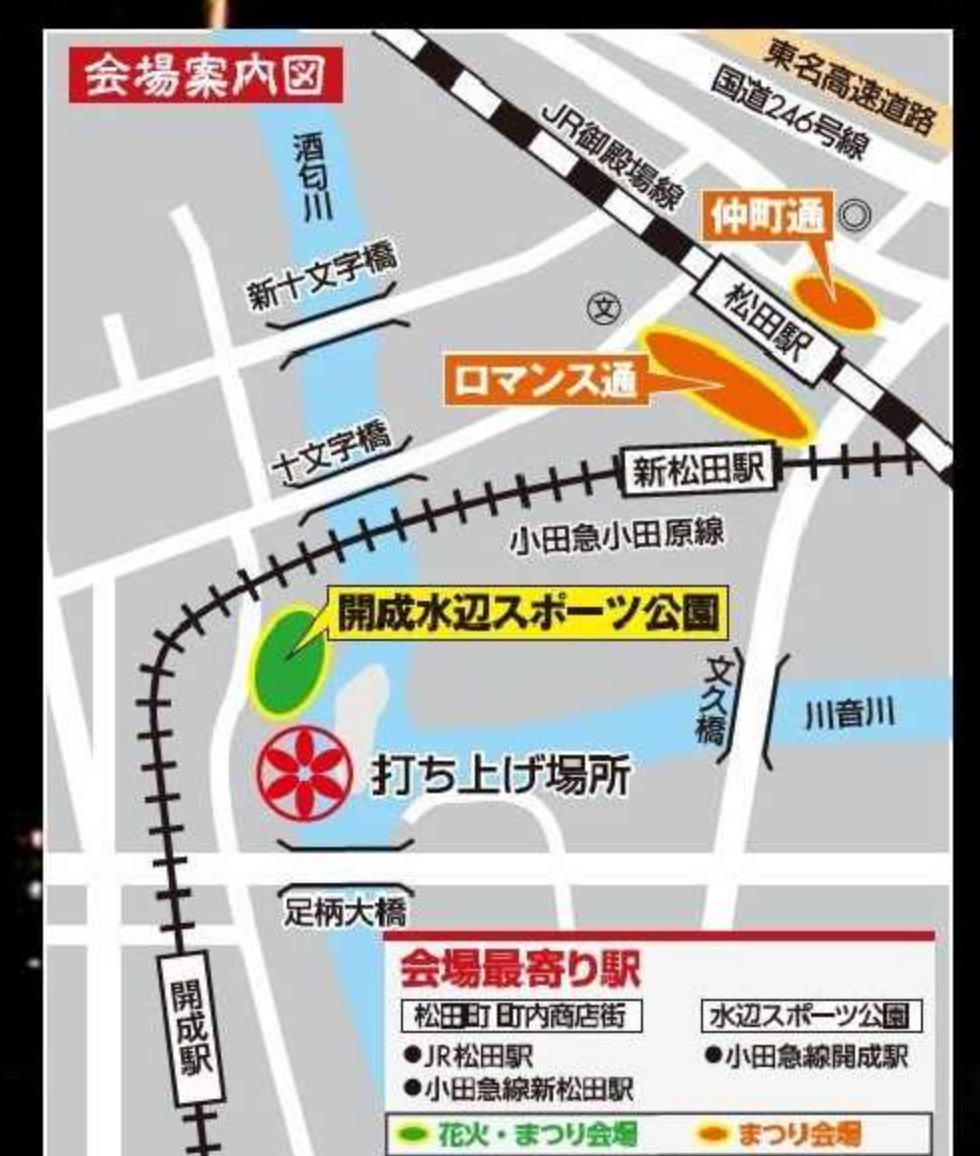 会場案内図
東名高速道路
国道246号線
JR御殿場線
酒匂川
仲町通
新十文字橋
文
松田駅
ロマンス通
十文字橋
新松田駅
小田急小田原線
開成水辺スポーツ公園
文久橋
川音川
打ち上げ場所
足柄大橋
開成駅
会場最寄り駅
松田町 町内商店街
●JR松田駅
●小田急線新松田駅
水辺スポーツ公園
●小田急線開成駅
花火・まつり会場
まつり会場